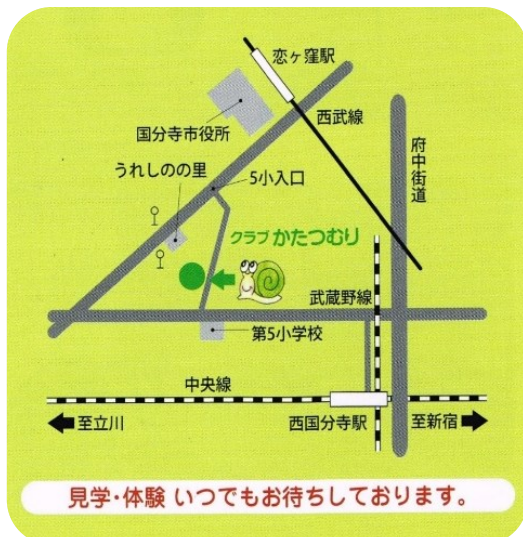 恋ヶ窪駅
西武線
国分寺市役所
府中街道
うれしのの里
5小入口
クラブ かたつむり
武蔵野線
第5小学校
中央線
至立川
西国分寺駅
至新宿
見学・体験 いつでもお待ちしております。